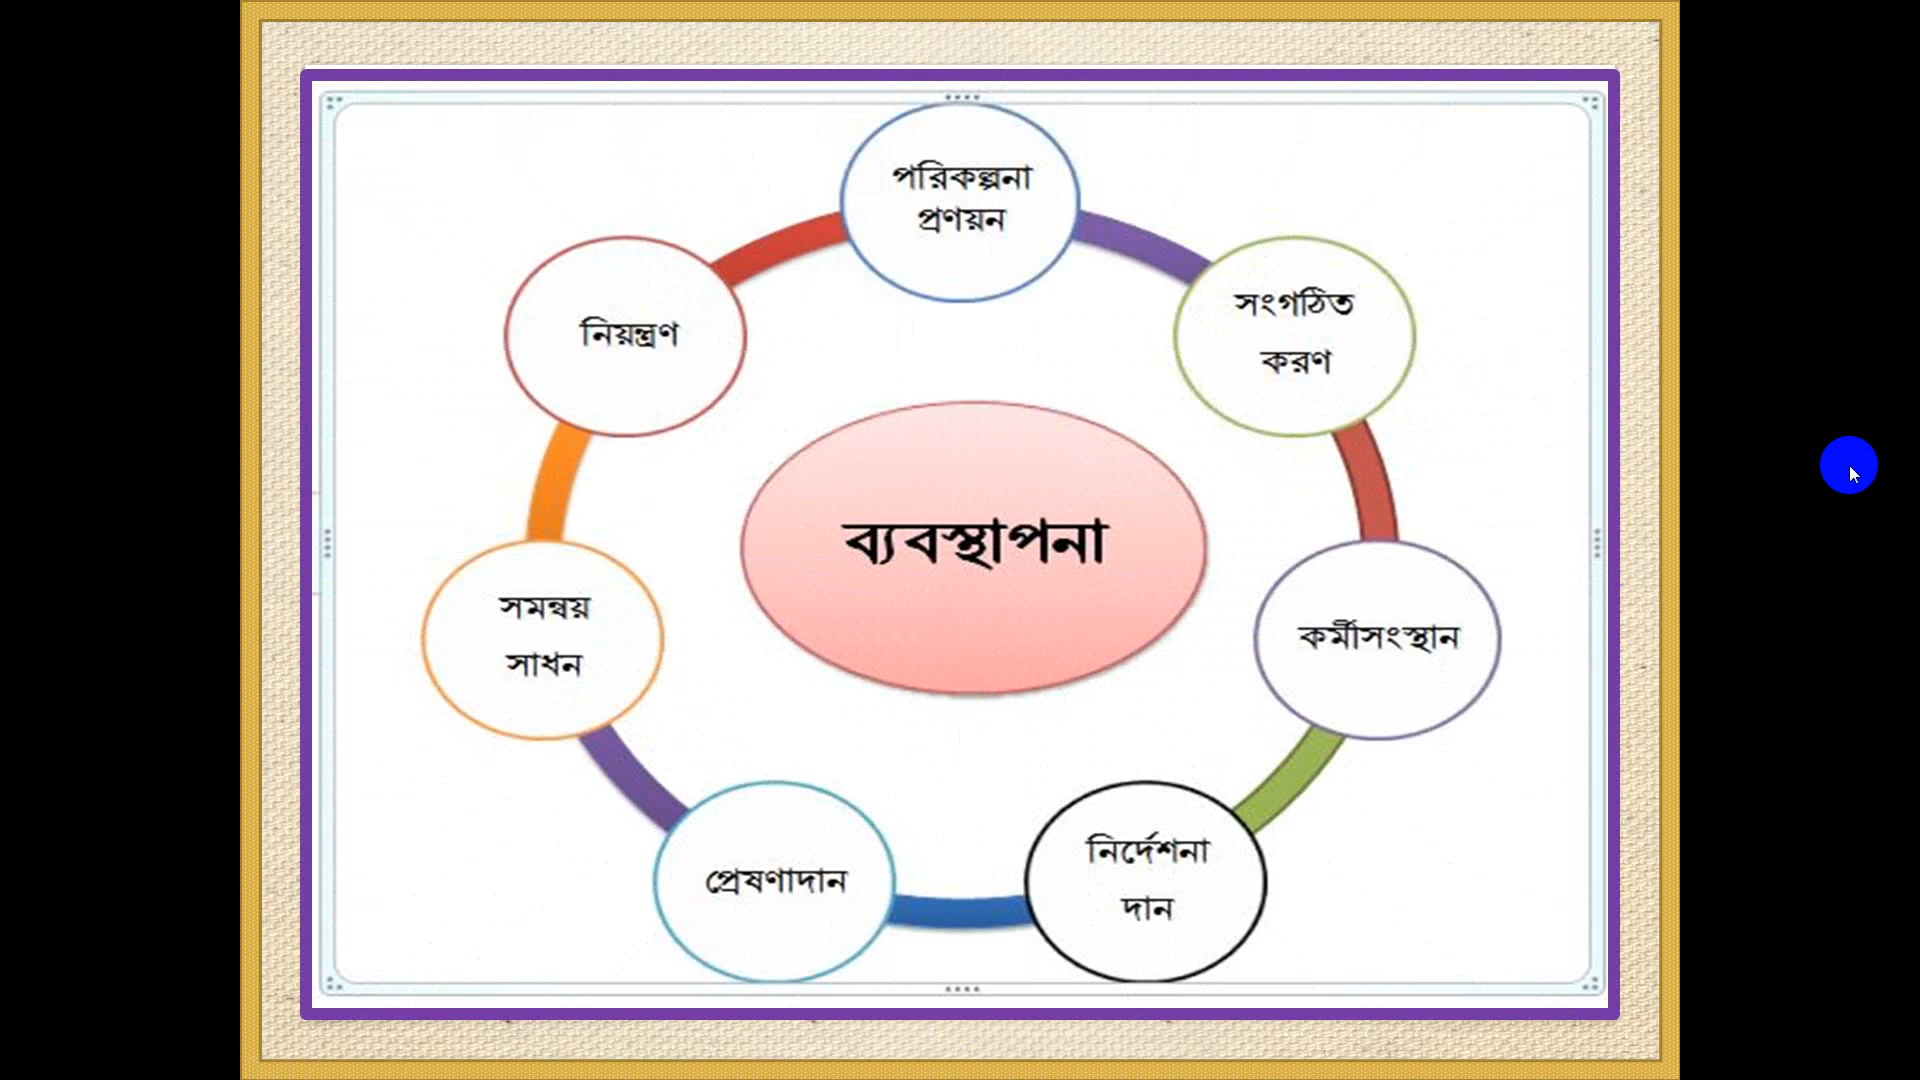 পরিকল্পনা
প্রণয়ন
সংগঠিত
করণ
কর্মীসংস্থান
নির্দেশনা
দান
প্রেষণাদান
সমন্বয়
সাধন
নিয়ন্ত্রণ
ব্যবস্থাপনা